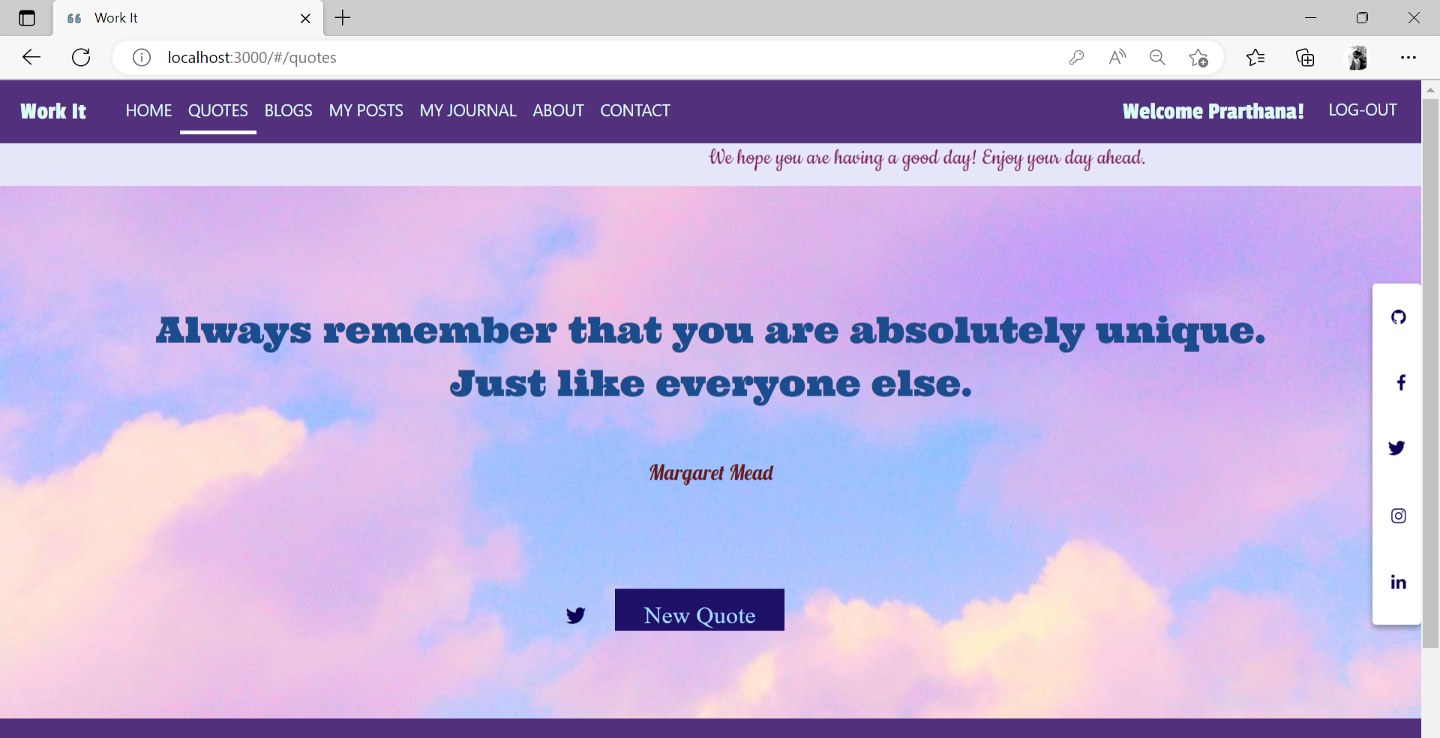 Work It
localhost:3000/#/quotes
Work It HOME QUOTES BLOGS MY POSTS MY JOURNAL ABOUT CONTACT Welcome Prarthana! LOG-OUT
We hope you are having a good day! Enjoy your day ahead.
Always remember that you are absolutely unique.
Just like everyone else.
Margaret Mead
New Quote